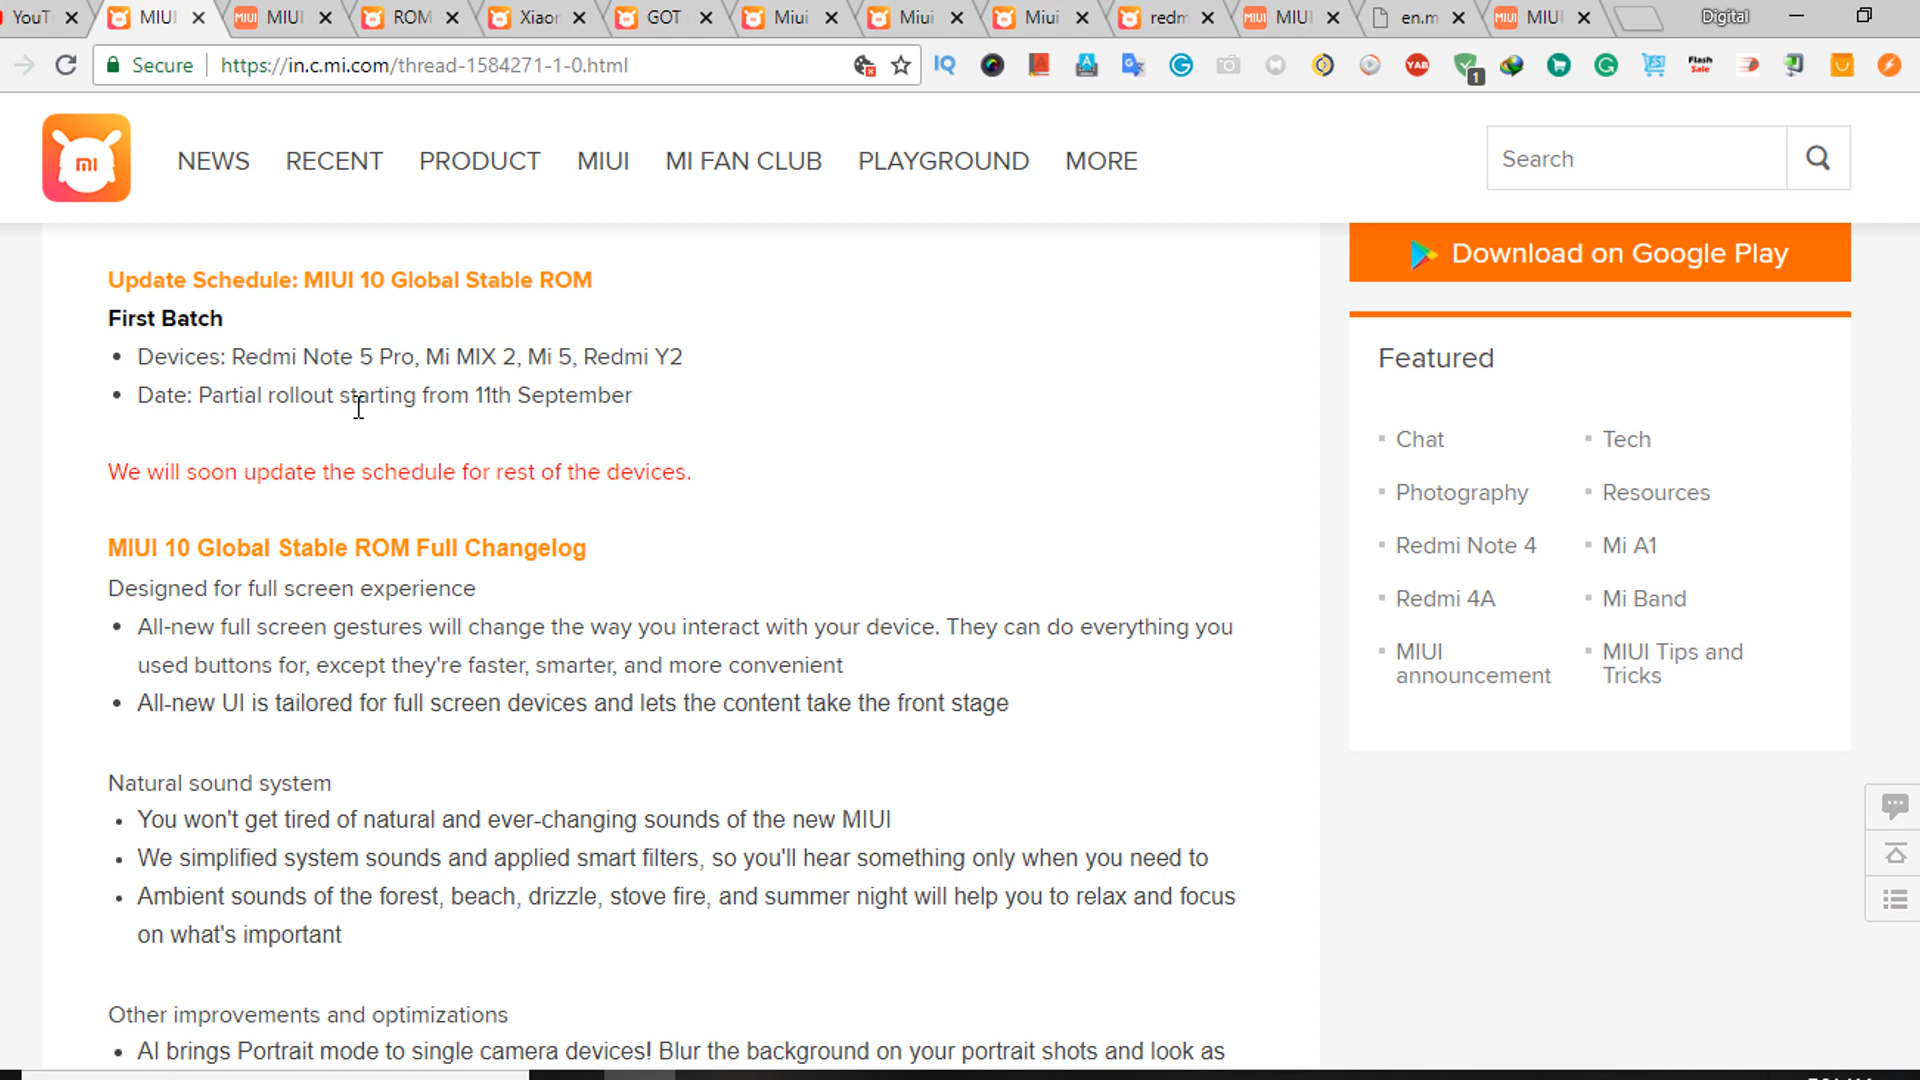 YouT MIUI MIUI ROM Xiaor GOT Miui Miui Miui redm MIUI en.m MIUI Digital
Secure https://in.c.mi.com/thread-1584271-1-0.html
NEWS RECENT PRODUCT MIUI MI FAN CLUB PLAYGROUND MORE Search
Download on Google Play
Update Schedule: MIUI 10 Global Stable ROM
First Batch
• Devices: Redmi Note 5 Pro, Mi MIX 2, Mi 5, Redmi Y2
• Date: Partial rollout starting from 11th September
We will soon update the schedule for rest of the devices.
MIUI 10 Global Stable ROM Full Changelog
Designed for full screen experience
• All-new full screen gestures will change the way you interact with your device. They can do everything you
used buttons for, except they're faster, smarter, and more convenient
• All-new UI is tailored for full screen devices and lets the content take the front stage
Natural sound system
• You won't get tired of natural and ever-changing sounds of the new MIUI
• We simplified system sounds and applied smart filters, so you'll hear something only when you need to
• Ambient sounds of the forest, beach, drizzle, stove fire, and summer night will help you to relax and focus
on what's important
Other improvements and optimizations
• AI brings Portrait mode to single camera devices! Blur the background on your portrait shots and look as
Featured
Chat Tech
Photography Resources
Redmi Note 4 Mi A1
Redmi 4A Mi Band
MIUI MIUI Tips and
announcement Tricks